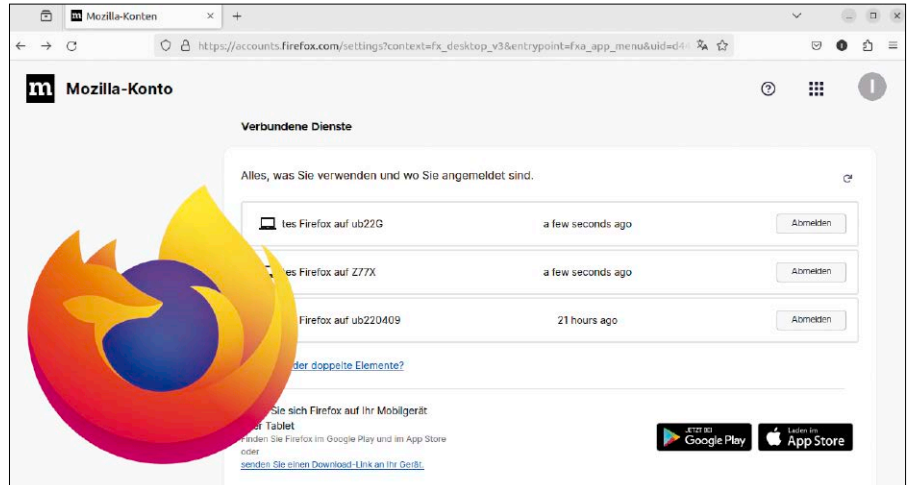 Mozilla-Konten
https://accounts.firefox.com/settings?context=fx_desktop_v3&entrypoint=fxa_app_menu&uid=d4
m Mozilla-Konto
I
Verbundene Dienste
Alles, was Sie verwenden und wo Sie angemeldet sind.
tes Firefox auf ub22G a few seconds ago Abmelden
tes Firefox auf Z77X a few seconds ago Abmelden
Firefox auf ub220409 21 hours ago Abmelden
der doppelte Elemente?
Sie sich Firefox auf Ihr Mobilgerät
er Tablet
Finden Sie Firefox im Google Play und im App Store
oder
senden Sie einen Download-Link an Ihr Gerät.
JETZT BEI
Google Play
Laden im
App Store